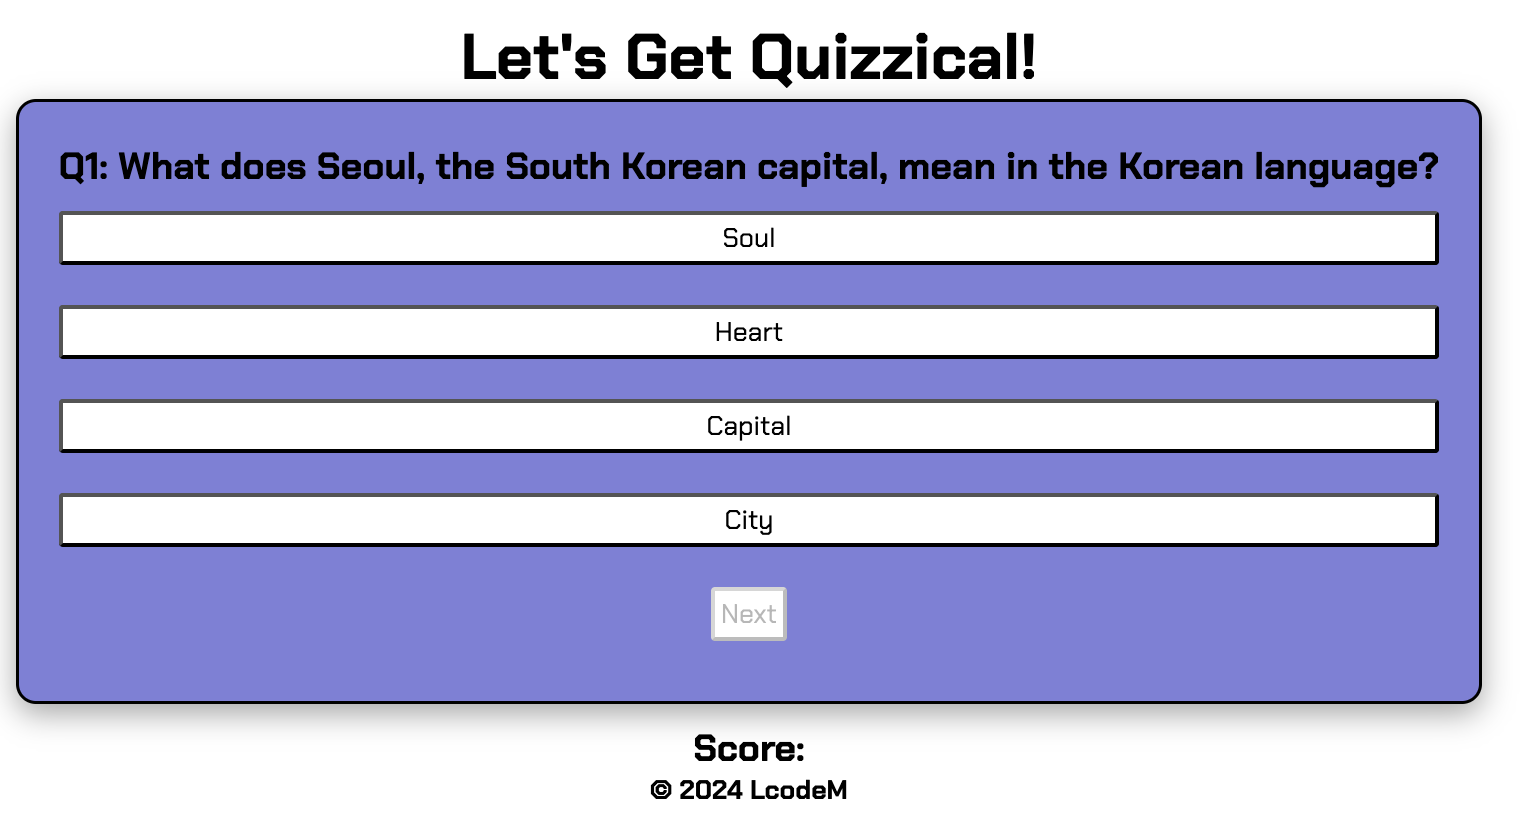 Let's Get Quizzical!
Q1: What does Seoul, the South Korean capital, mean in the Korean language?
Soul
Heart
Capital
City
Next
Score:
© 2024 LcodeM